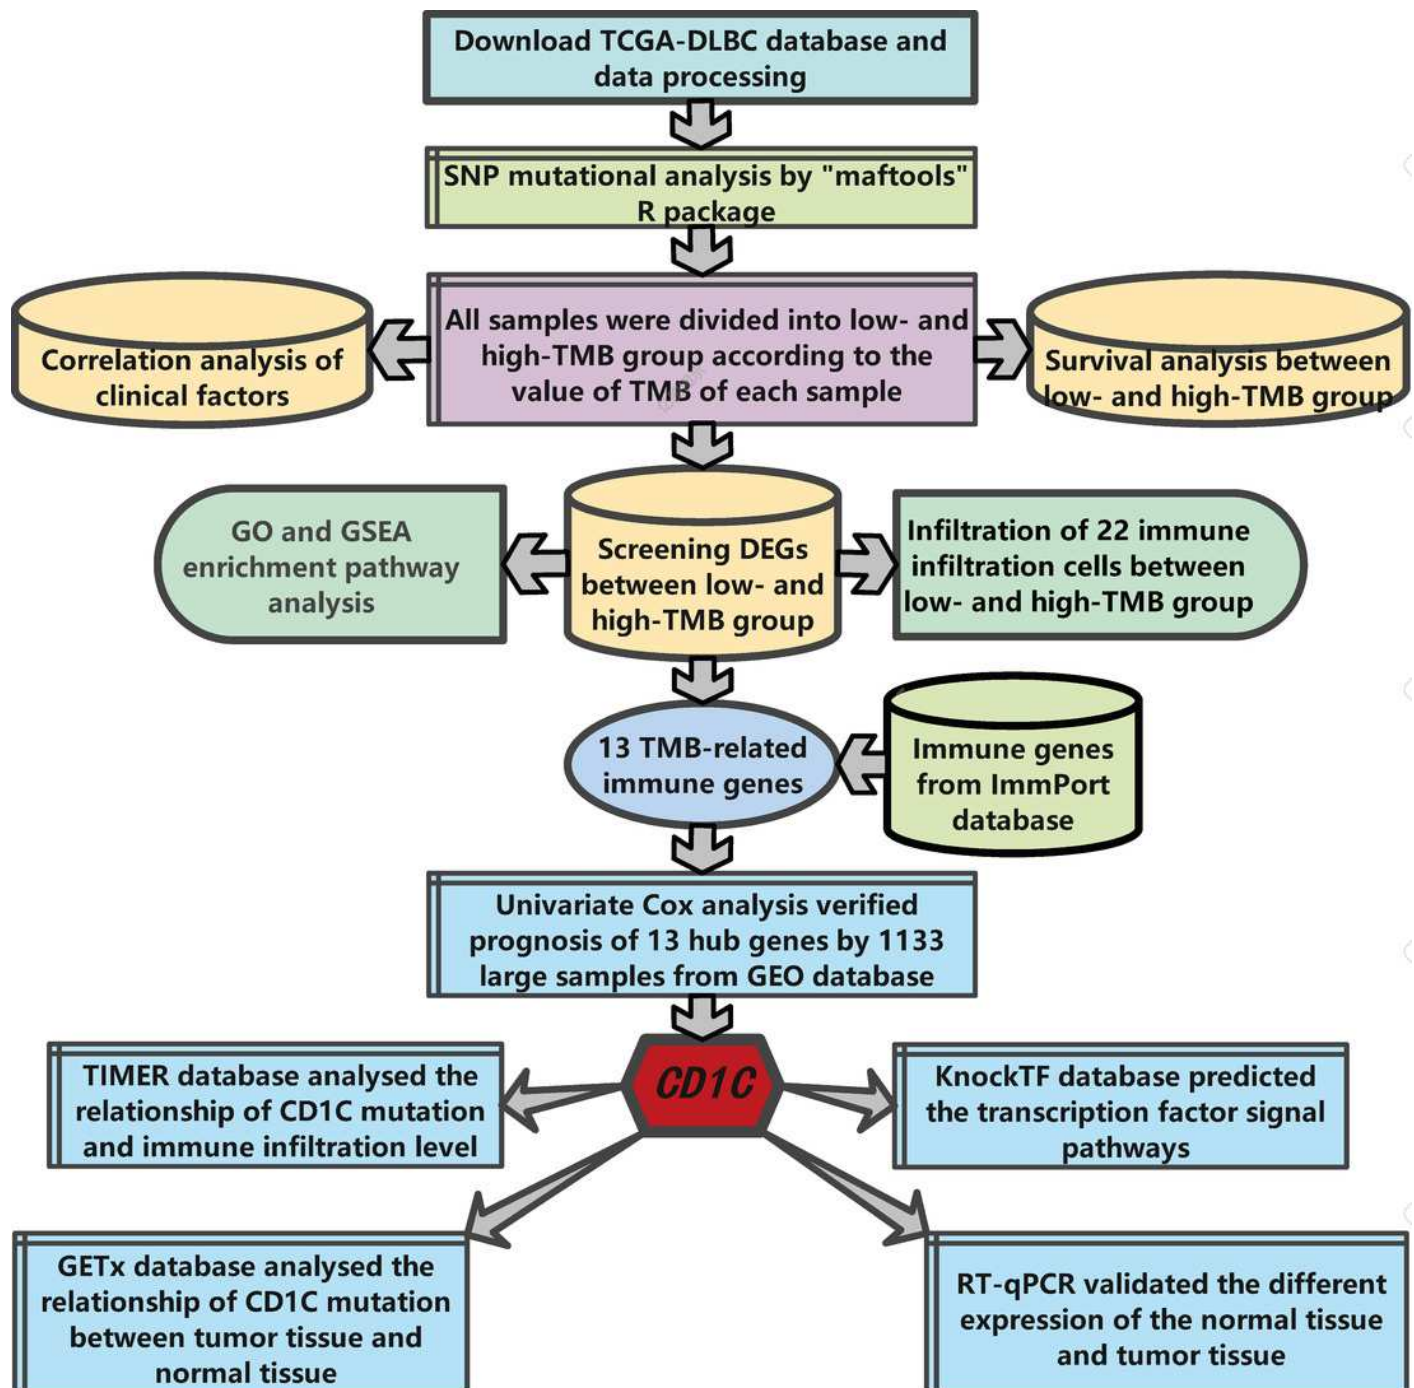 Download TCGA-DLBC database and
data processing
SNP mutational analysis by "maftools"
R package
Correlation analysis of
clinical factors
All samples were divided into low- and
high-TMB group according to the
value of TMB of each sample
Survival analysis between
low- and high-TMB group
GO and GSEA
enrichment pathway
analysis
Screening DEGs
between low- and
high-TMB group
Infiltration of 22 immune
infiltration cells between
low- and high-TMB group
13 TMB-related
immune genes
Immune genes
from ImmPort
database
Univariate Cox analysis verified
prognosis of 13 hub genes by 1133
large samples from GEO database
CD1C
TIMER database analysed the
relationship of CD1C mutation
and immune infiltration level
KnockTF database predicted
the transcription factor signal
pathways
GETx database analysed the
relationship of CD1C mutation
between tumor tissue and
normal tissue
RT-qPCR validated the different
expression of the normal tissue
and tumor tissue